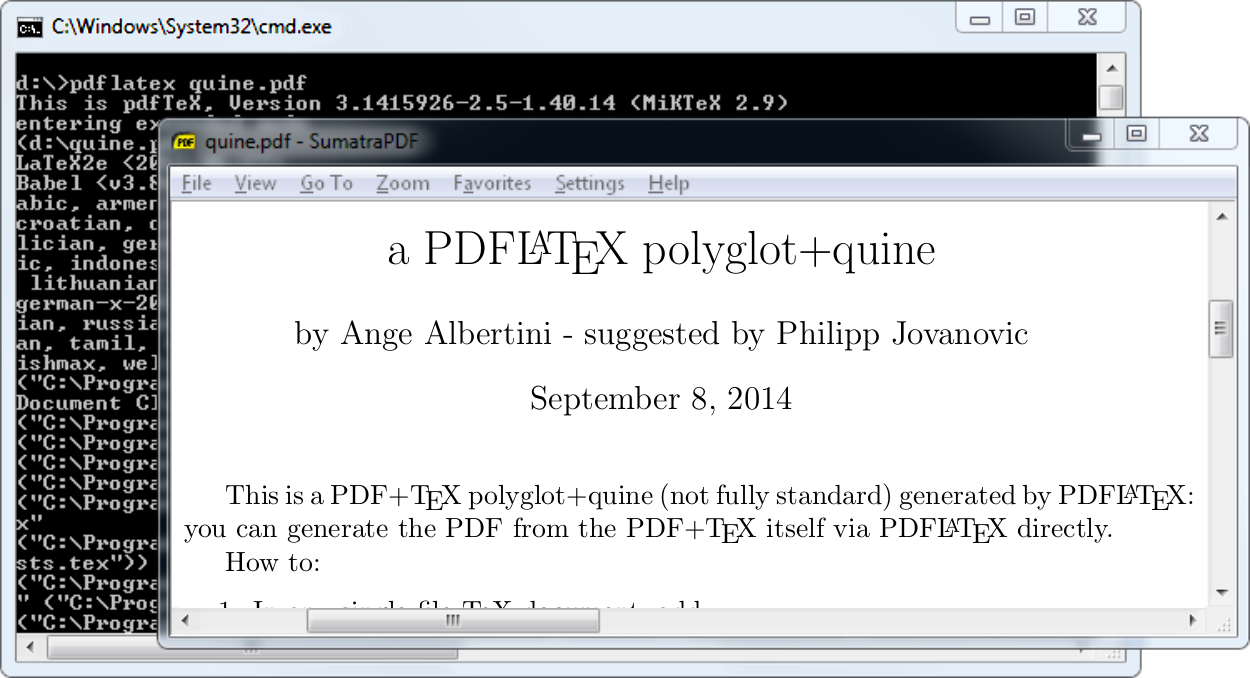 C:\Windows\System32\cmd.exe
d:\>pdflatex quine.pdf
This is pdfTeX, Version 3.1415926-2.5-1.40.14 (MiKTeX 2.9)
entering
(d:\quine.p
LaTeX2e <20
Babel <v3.8
abic, armen
croatian,
lician, ger
ic, indones
lithuanian
german-x-20
ian, russia
an, tamil,
ishmax, wel
("C:\Progra
Document Cl
("C:\Progra
("C:\Progra
("C:\Progra
("C:\Progra
("C:\Progra
x"
("C:\Progra
sts.tex"))
("C:\Progra
" ("C:\Prog
("C:\Progra
quine.pdf - SumatraPDF
File View Go To Zoom Favorites Settings Help
a PDFLATEX polyglot+quine
by Ange Albertini - suggested by Philipp Jovanovic
September 8, 2014
This is a PDF+TEX polyglot+quine (not fully standard) generated by PDFLATEX:
you can generate the PDF from the PDF+TEX itself via PDFLATEX directly.
How to: